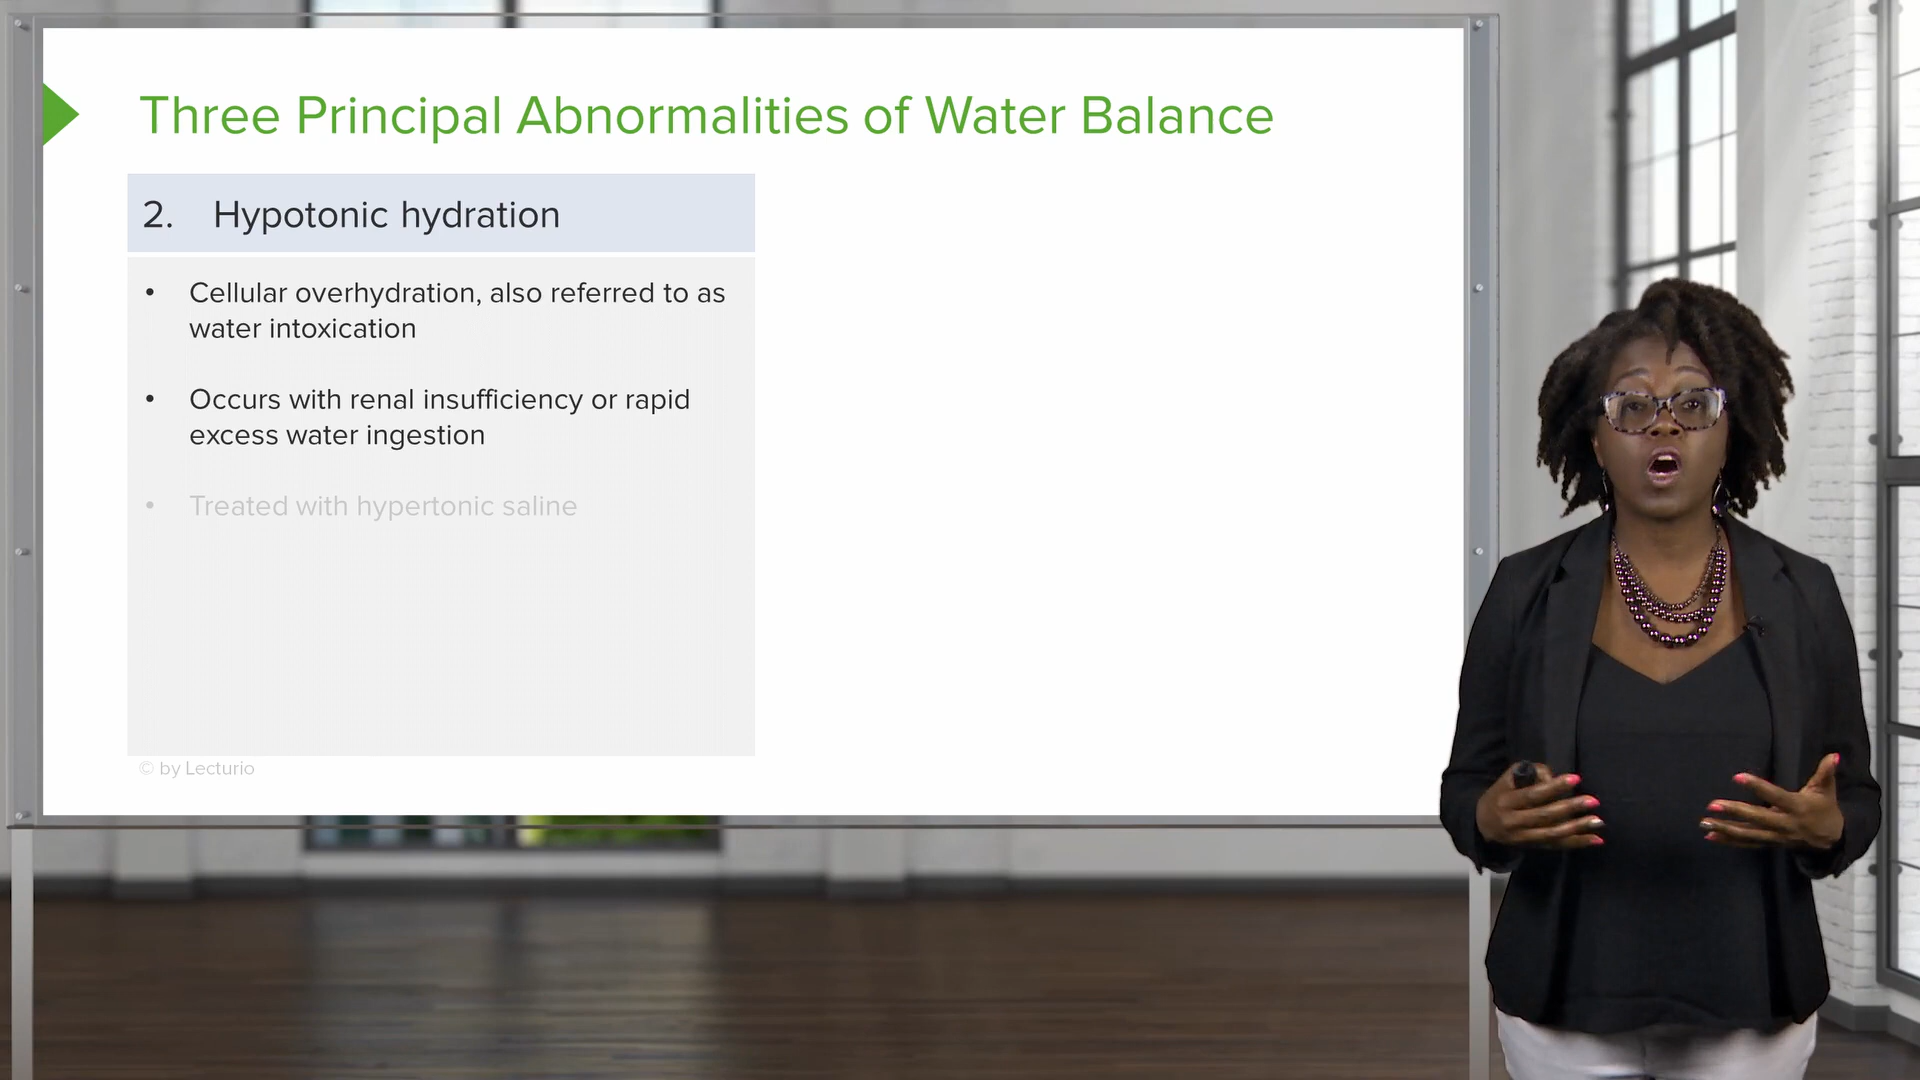 Three Principal Abnormalities of Water Balance
2. Hypotonic hydration
• Cellular overhydration, also referred to as
water intoxication
• Occurs with renal insufficiency or rapid
excess water ingestion
• Treated with hypertonic saline
© by Lecturio